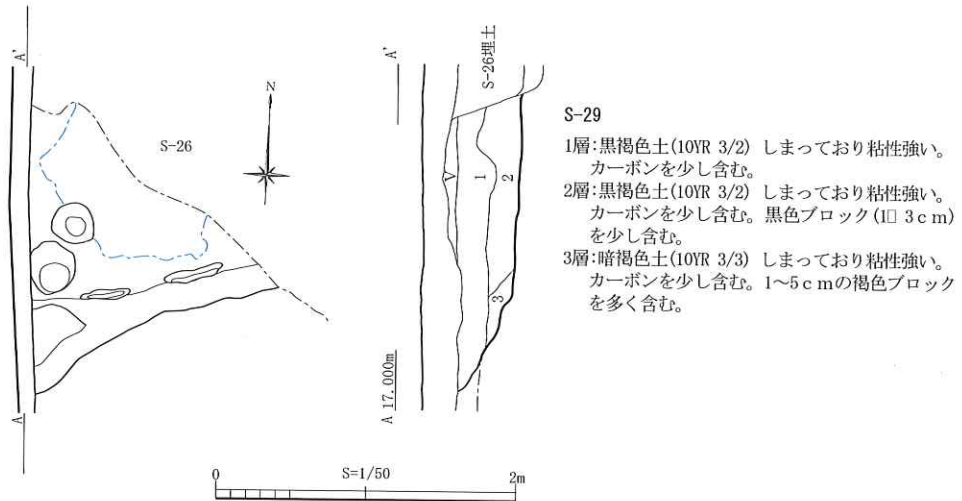 A'
S-26
N
A
A'
S-26埋土
V
1
2
3
A 17.000m
S-29
1層:黒褐色土(10YR 3/2) しまっており粘性強い。
カーボンを少し含む。
2層:黒褐色土(10YR 3/2) しまっており粘性強い。
カーボンを少し含む。黒色ブロック(1□ 3cm)
を少し含む。
3層:暗褐色土(10YR 3/3) しまっており粘性強い。
カーボンを少し含む。1～5cmの褐色ブロック
を多く含む。
0 S=1/50 2m